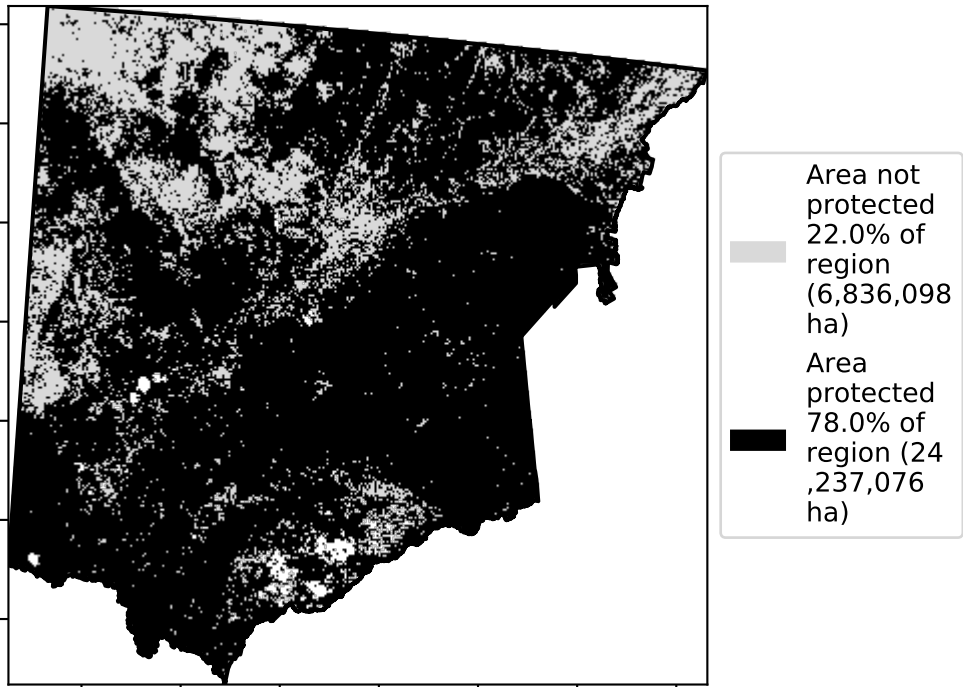 Area not
protected
22.0% of
region
(6,836,098
ha)
Area
protected
78.0% of
region (24
,237,076
ha)